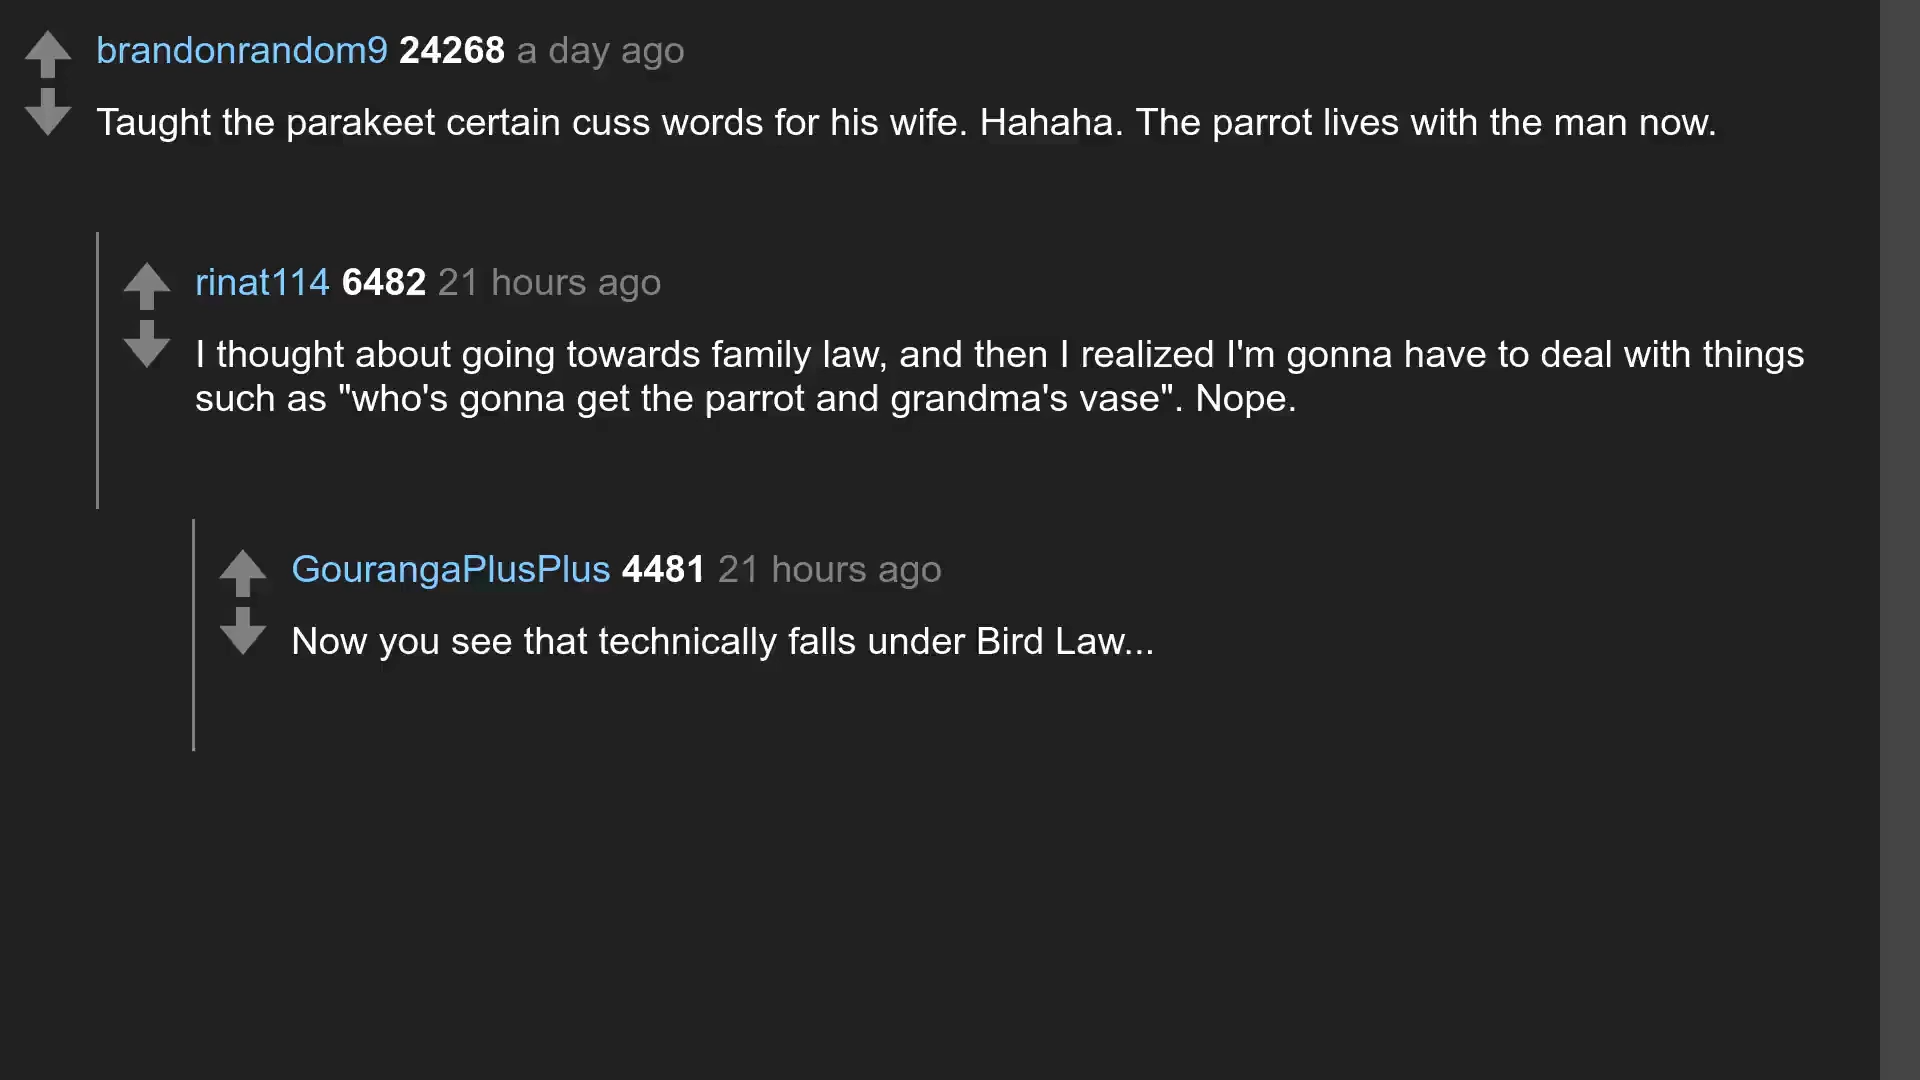 brandonrandom9 24268 a day ago
Taught the parakeet certain cuss words for his wife. Hahaha. The parrot lives with the man now.
rinat114 6482 21 hours ago
I thought about going towards family law, and then I realized I'm gonna have to deal with things
such as "who's gonna get the parrot and grandma's vase". Nope.
GourangaPlusPlus 4481 21 hours ago
Now you see that technically falls under Bird Law...